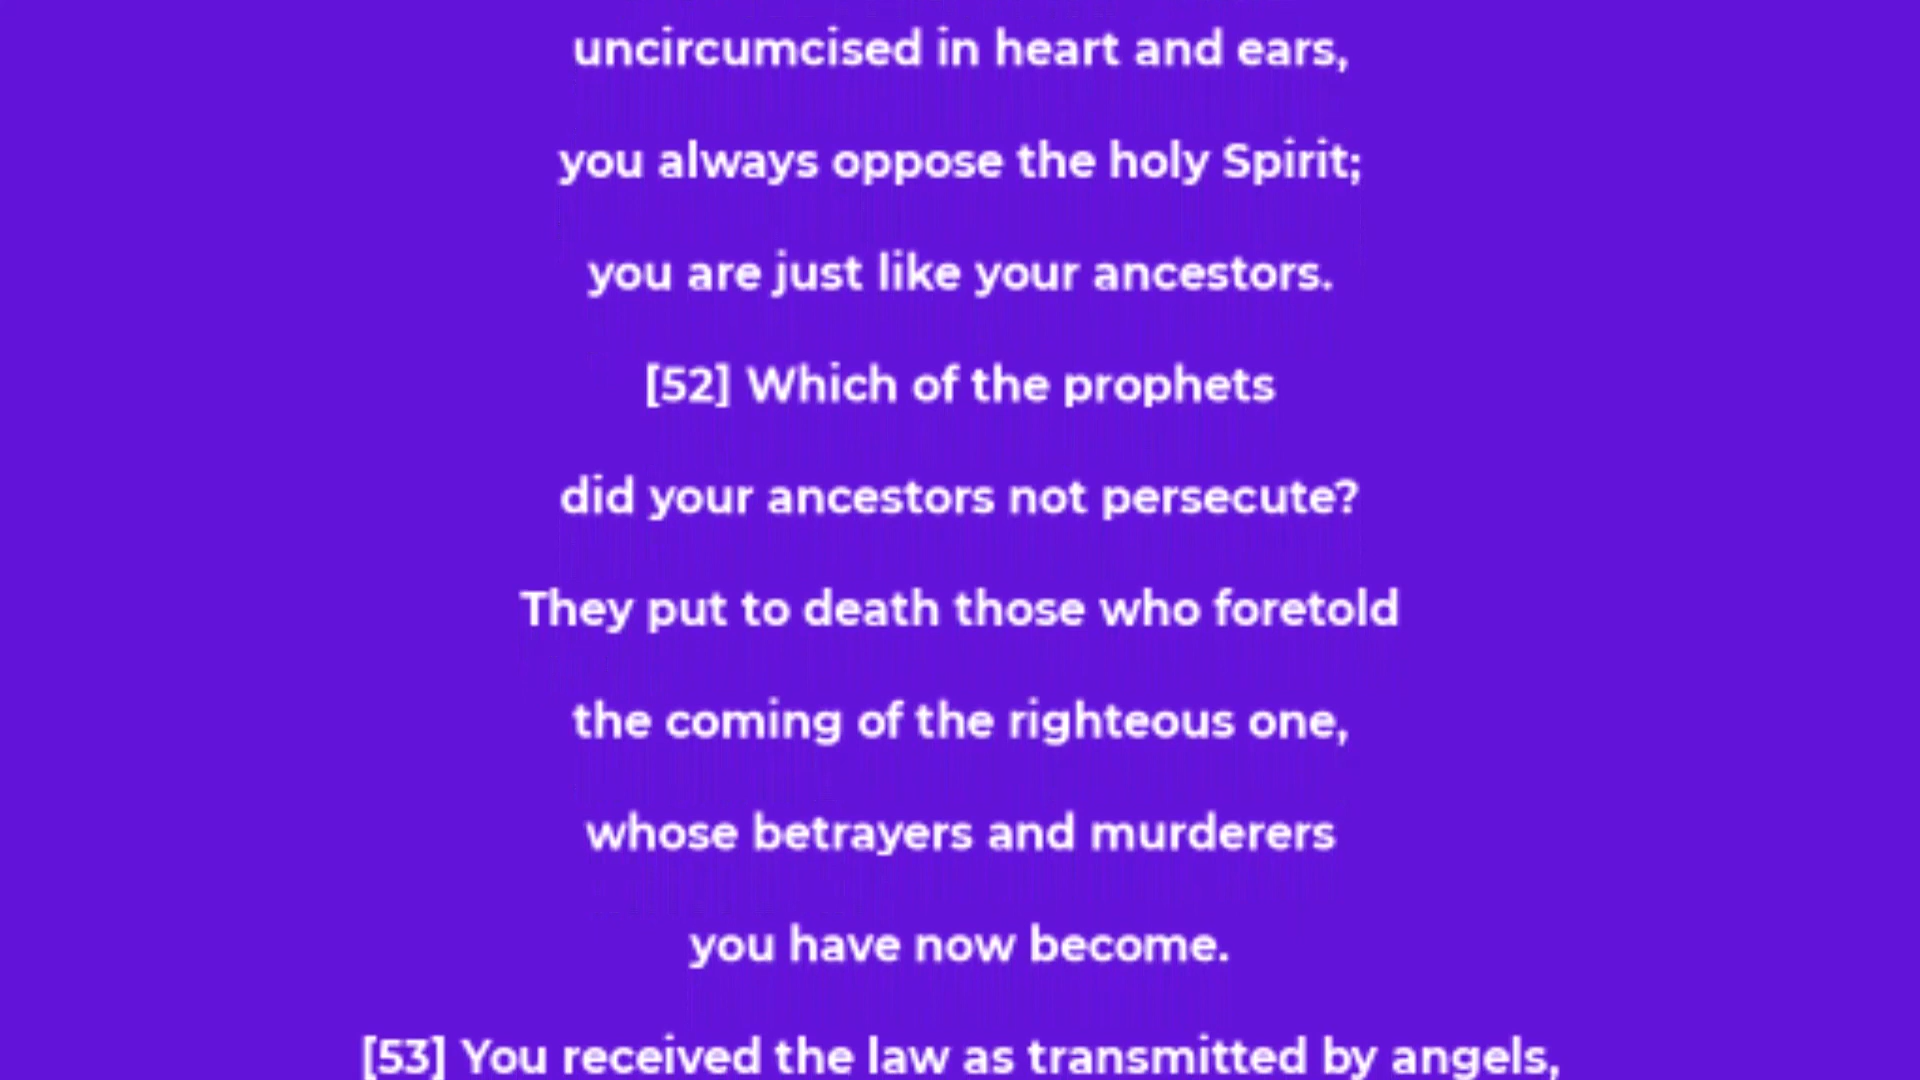 uncircumcised in heart and ears,
you always oppose the holy Spirit;
you are just like your ancestors.
[52] Which of the prophets
did your ancestors not persecute?
They put to death those who foretold
the coming of the righteous one,
whose betrayers and murderers
you have now become.
[53] You received the law as transmitted by angels,